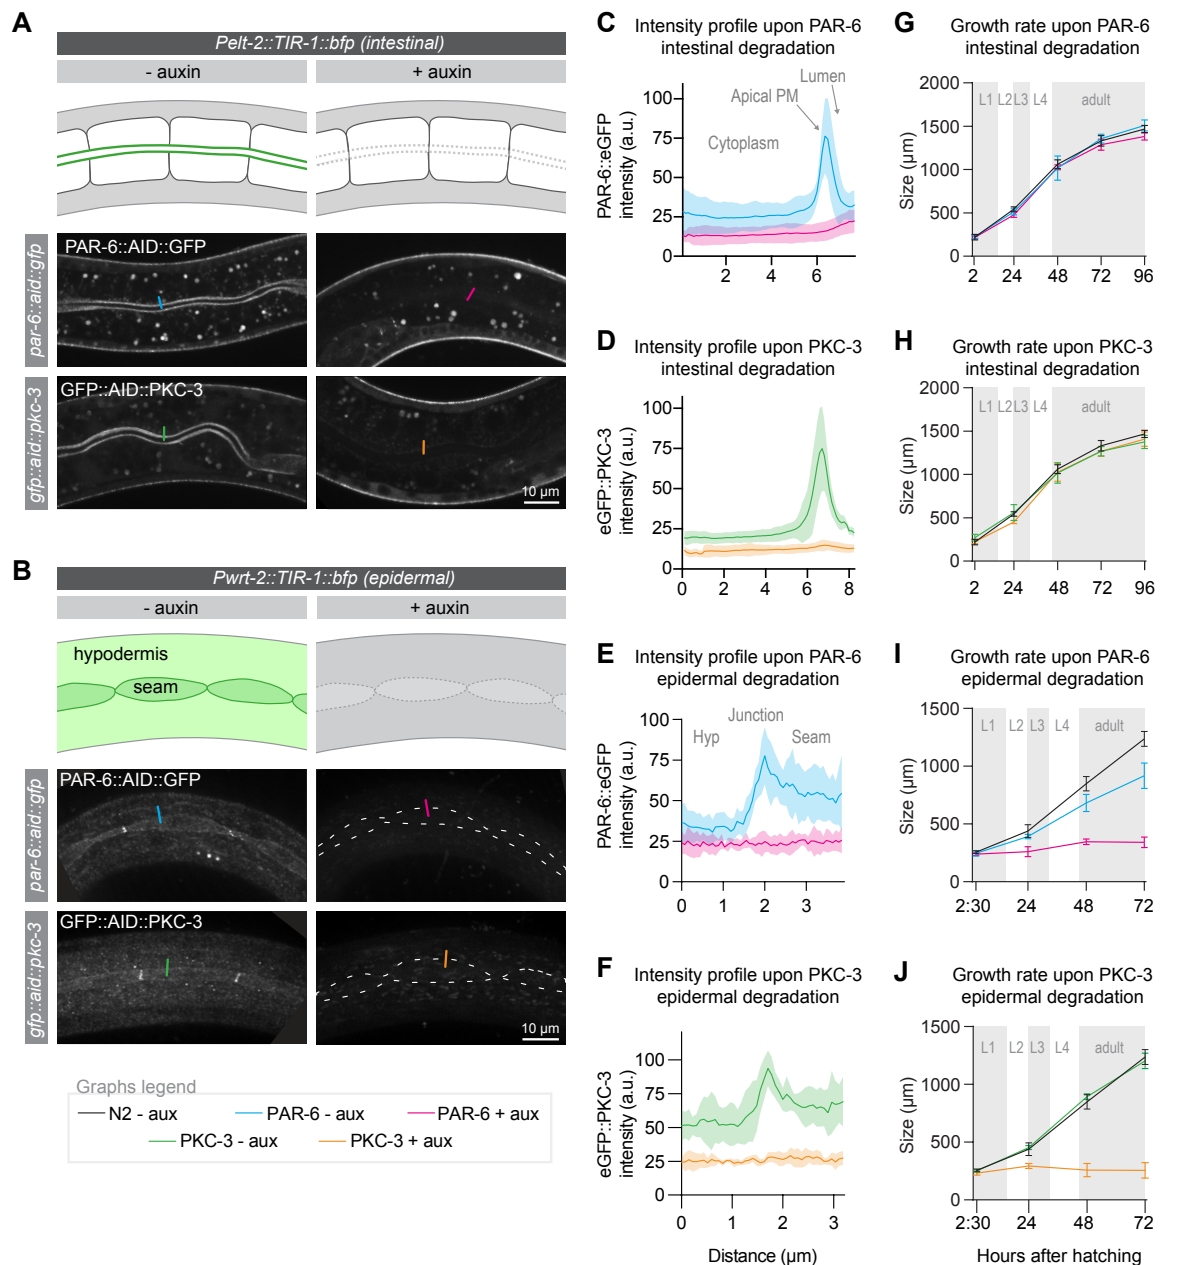 A
Pelt-2::TIR-1::bfp (intestinal)
- auxin
+ auxin
par-6::aid::gfp
PAR-6::AID::GFP
gfp::aid::pkc-3
GFP::AID::PKC-3
10 µm
B
Pwrt-2::TIR-1::bfp (epidermal)
- auxin
+ auxin
hypodermis
seam
par-6::aid::gfp
PAR-6::AID::GFP
gfp::aid::pkc-3
GFP::AID::PKC-3
10 µm
Graphs legend
N2 - aux
PAR-6 - aux
PAR-6 + aux
PKC-3 - aux
PKC-3 + aux
C
Intensity profile upon PAR-6
intestinal degradation
PAR-6::eGFP
intensity (a.u.)
100
75
50
25
0
2
4
6
Cytoplasm
Apical PM
Lumen
D
Intensity profile upon PKC-3
intestinal degradation
eGFP::PKC-3
intensity (a.u.)
100
75
50
25
0
0
2
4
6
8
E
Intensity profile upon PAR-6
epidermal degradation
PAR-6::eGFP
intensity (a.u.)
100
75
50
25
0
0
1
2
3
Hyp
Junction
Seam
F
Intensity profile upon PKC-3
epidermal degradation
eGFP::PKC-3
intensity (a.u.)
100
75
50
25
0
0
1
2
3
Distance (µm)
G
Growth rate upon PAR-6
intestinal degradation
Size (µm)
2000
1500
1000
500
0
L1
L2
L3
L4
adult
2
24
48
72
96
H
Growth rate upon PKC-3
intestinal degradation
Size (µm)
2000
1500
1000
500
0
L1
L2
L3
L4
adult
2
24
48
72
96
I
Growth rate upon PAR-6
epidermal degradation
Size (µm)
1500
1000
500
0
L1
L2
L3
L4
adult
2:30
24
48
72
J
Growth rate upon PKC-3
epidermal degradation
Size (µm)
1500
1000
500
0
L1
L2
L3
L4
adult
2:30
24
48
72
Hours after hatching